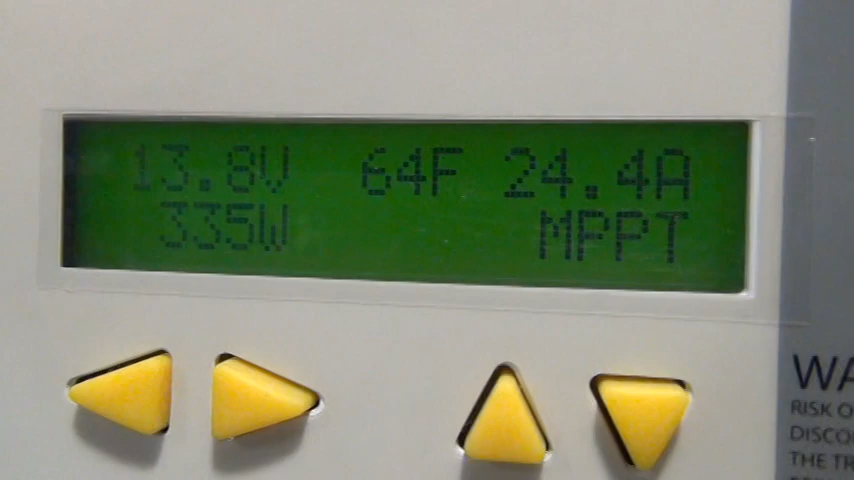 13.8V 64F 24.4A
335W MPPT
WA
RISK O
DISCO
THE TR